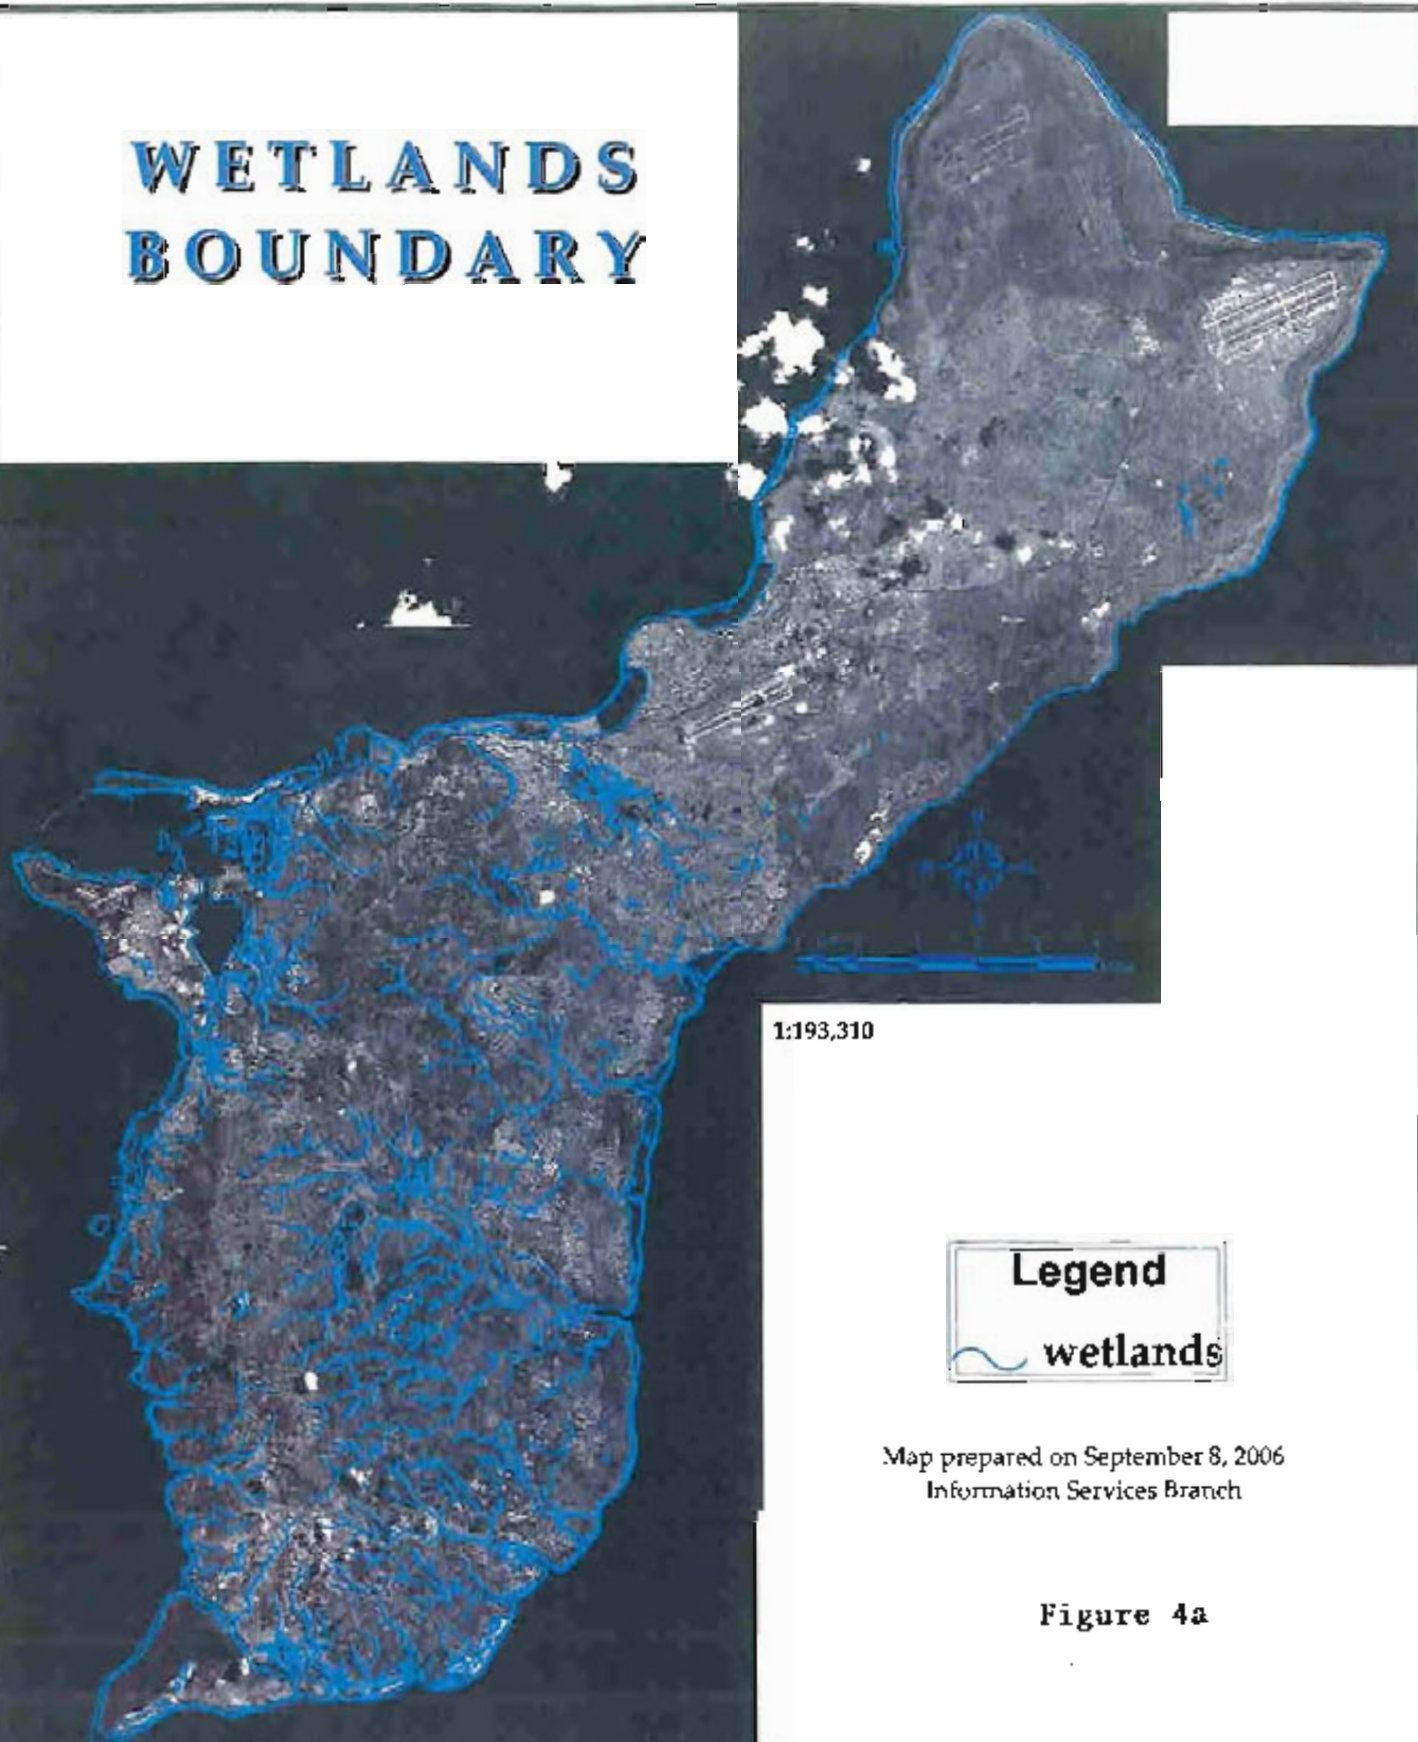 WETLANDS
BOUNDARY
1:193,310
Legend
wetlands
Map prepared on September 8, 2006
Information Services Branch
Figure 4a